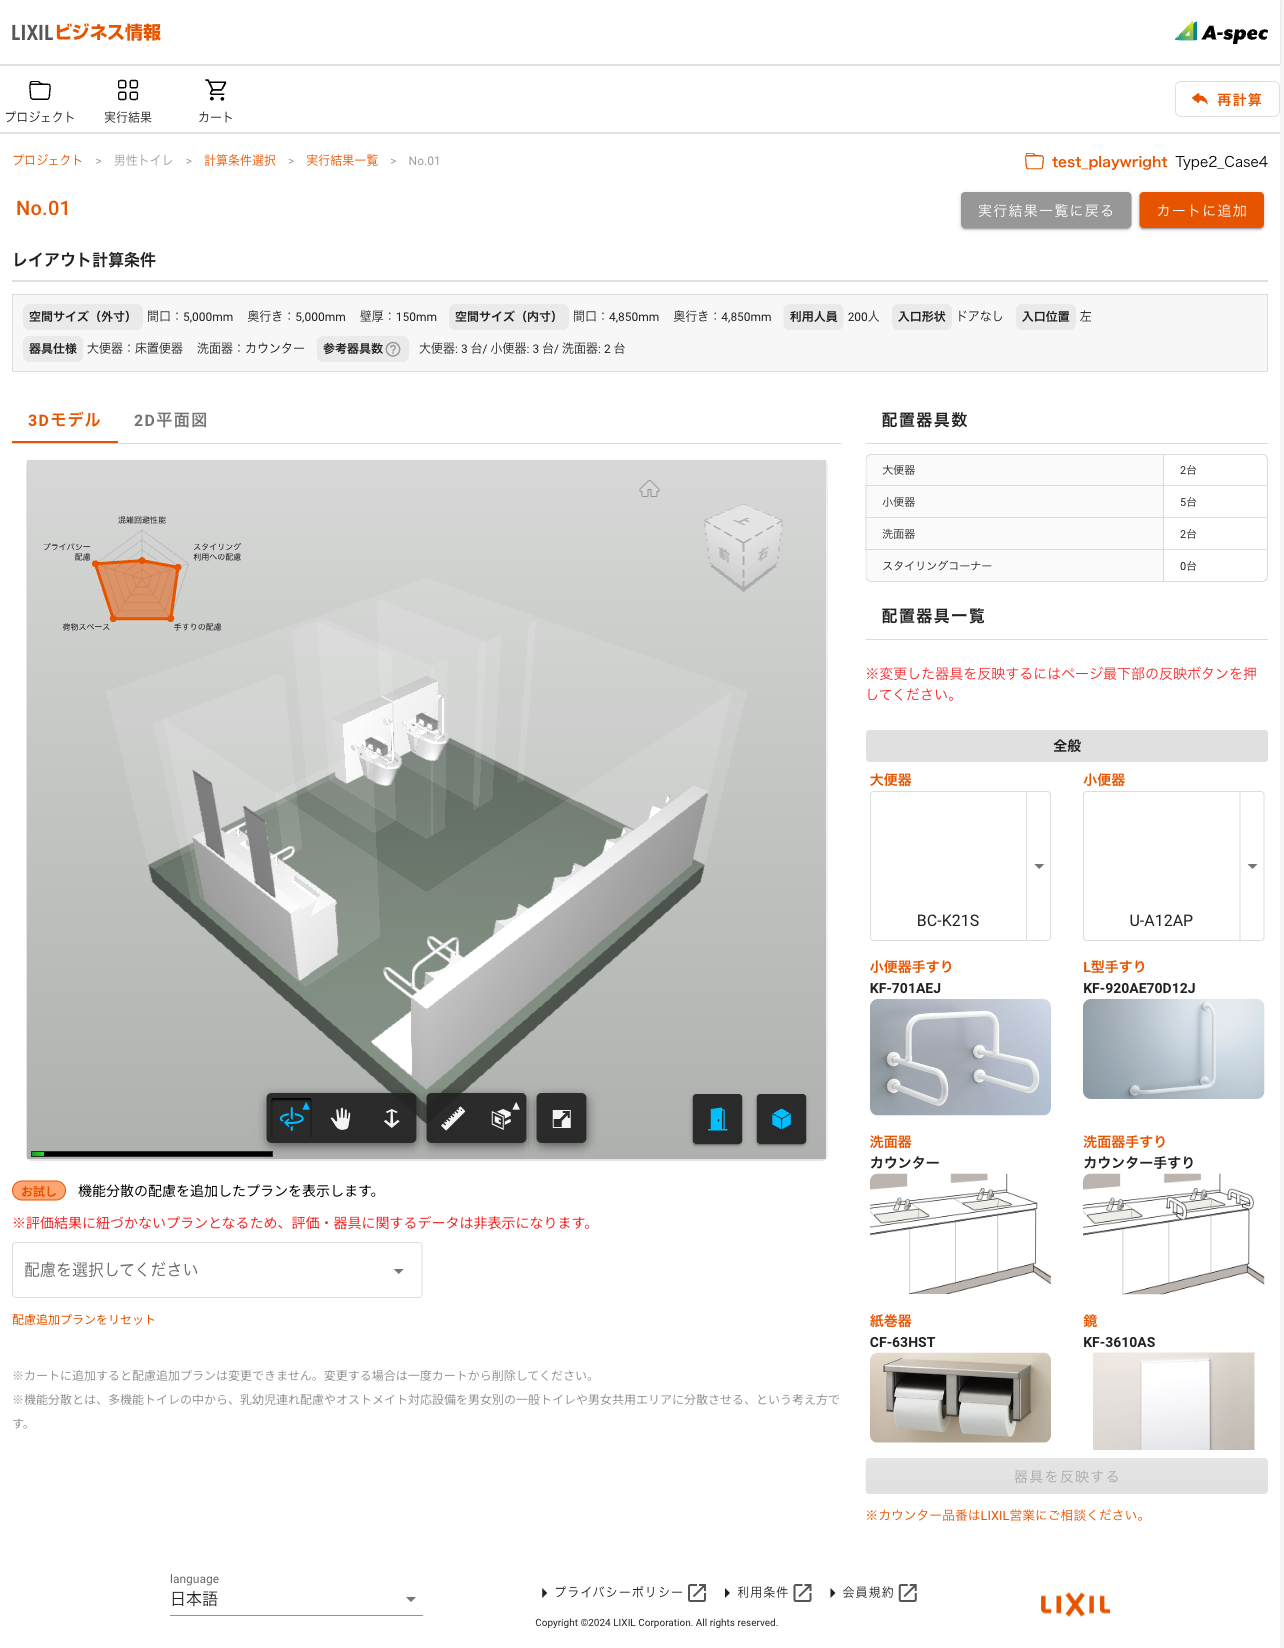 LIXILビジネス情報
A-spec
プロジェクト
実行結果
カート
再計算
プロジェクト > 男性トイレ > 計算条件選択 > 実行結果一覧 > No.01
test_playwright Type2_Case4
No.01
実行結果一覧に戻る
カートに追加
レイアウト計算条件
空間サイズ（外寸） 間口：5,000mm 奥行き：5,000mm 壁厚：150mm 空間サイズ（内寸） 間口：4,850mm 奥行き：4,850mm 利用人員 200人 入口形状 ドアなし 入口位置 左
器具仕様 大便器：床置便器 洗面器：カウンター 参考器具数 ? 大便器: 3 台/ 小便器: 3 台/ 洗面器: 2 台
3Dモデル
2D平面図
混雑回避性能
プライバシー
配慮
スタイリング
利用への配慮
荷物スペース
手すりの配慮
上
前
右
お試し 機能分散の配慮を追加したプランを表示します。
※評価結果に紐づかないプランとなるため、評価・器具に関するデータは非表示になります。
配慮を選択してください
配慮追加プランをリセット
※カートに追加すると配慮追加プランは変更できません。変更する場合は一度カートから削除してください。
※機能分散とは、多機能トイレの中から、乳幼児連れ配慮やオストメイト対応設備を男女別の一般トイレや男女共用エリアに分散させる、という考え方で
す。
配置器具数
大便器 2台
小便器 5台
洗面器 2台
スタイリングコーナー 0台
配置器具一覧
※変更した器具を反映するにはページ最下部の反映ボタンを押
してください。
全般
大便器
BC-K21S
小便器
U-A12AP
小便器手すり
KF-701AEJ
L型手すり
KF-920AE70D12J
洗面器
カウンター
洗面器手すり
カウンター手すり
紙巻器
CF-63HST
鏡
KF-3610AS
器具を反映する
※カウンター品番はLIXIL営業にご相談ください。
language
日本語
プライバシーポリシー
利用条件
会員規約
Copyright ©2024 LIXIL Corporation. All rights reserved.
LIXIL